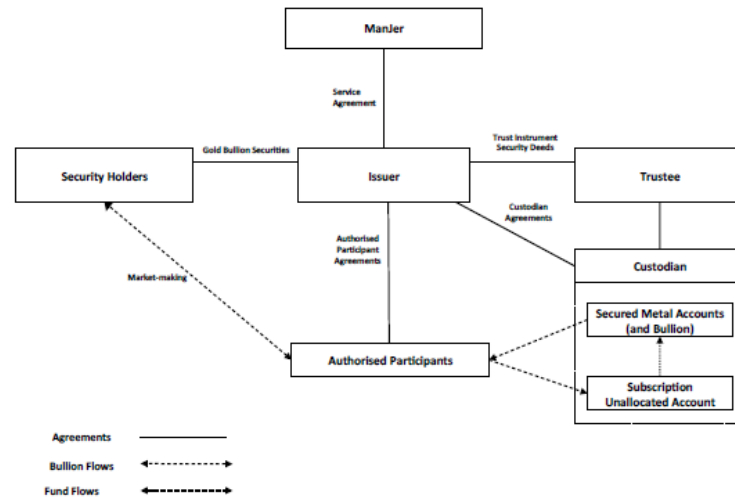 ManJer
Service
Agreement
Gold Bullion Securities
Trust Instrument
Security Deeds
Security Holders
Issuer
Trustee
Custodian
Agreements
Authorised
Participant
Agreements
Custodian
Market-making
Secured Metal Accounts
(and Bullion)
Authorised Participants
Subscription
Unallocated Account
Agreements
Bullion Flows
Fund Flows